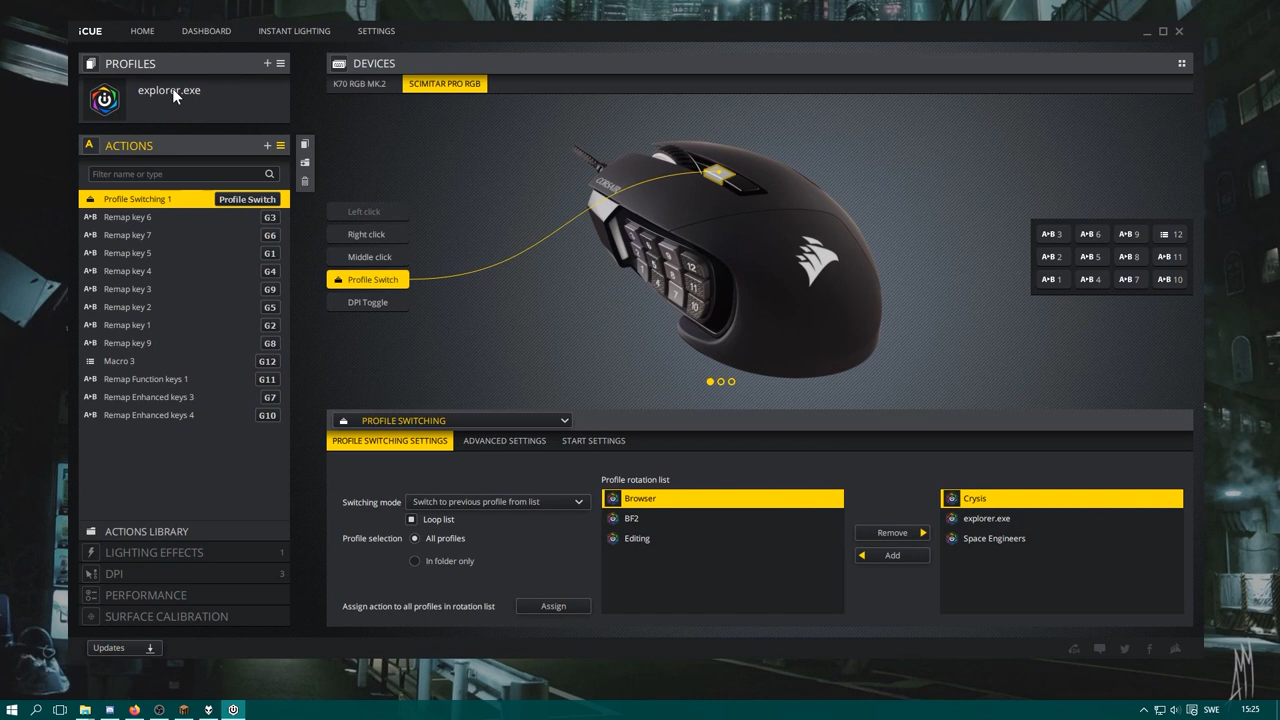 iCUE HOME DASHBOARD INSTANT LIGHTING SETTINGS
PROFILES
explorer.exe
ACTIONS
Filter name or type
Profile Switching 1 Profile Switch
Remap key 6 G3
Remap key 7 G6
Remap key 5 G1
Remap key 4 G4
Remap key 3 G9
Remap key 2 G5
Remap key 1 G2
Remap key 9 G8
Macro 3 G12
Remap Function keys 1 G11
Remap Enhanced keys 3 G7
Remap Enhanced keys 4 G10
ACTIONS LIBRARY
LIGHTING EFFECTS 1
DPI 3
PERFORMANCE
SURFACE CALIBRATION
Updates
DEVICES
K70 RGB MK.2 SCIMITAR PRO RGB
Left click
Right click
Middle click
Profile Switch
DPI Toggle
CORSAIR
12
11
10
7
A▸B 3 A▸B 6 A▸B 9 12
A▸B 2 A▸B 5 A▸B 8 A▸B 11
A▸B 1 A▸B 4 A▸B 7 A▸B 10
PROFILE SWITCHING
PROFILE SWITCHING SETTINGS ADVANCED SETTINGS START SETTINGS
Switching mode Switch to previous profile from list
Loop list
Profile selection All profiles
In folder only
Assign action to all profiles in rotation list Assign
Profile rotation list
Browser
BF2
Editing
Remove
Add
Crysis
explorer.exe
Space Engineers
SWE 15:25